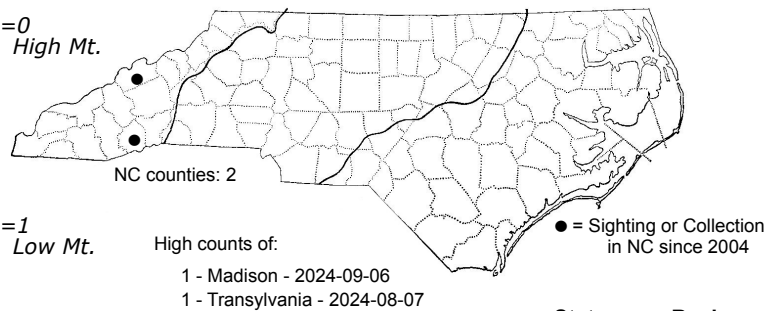 =0
High Mt.
NC counties: 2
=1
Low Mt.
High counts of:
1 - Madison - 2024-09-06
1 - Transylvania - 2024-08-07
● = Sighting or Collection
in NC since 2004